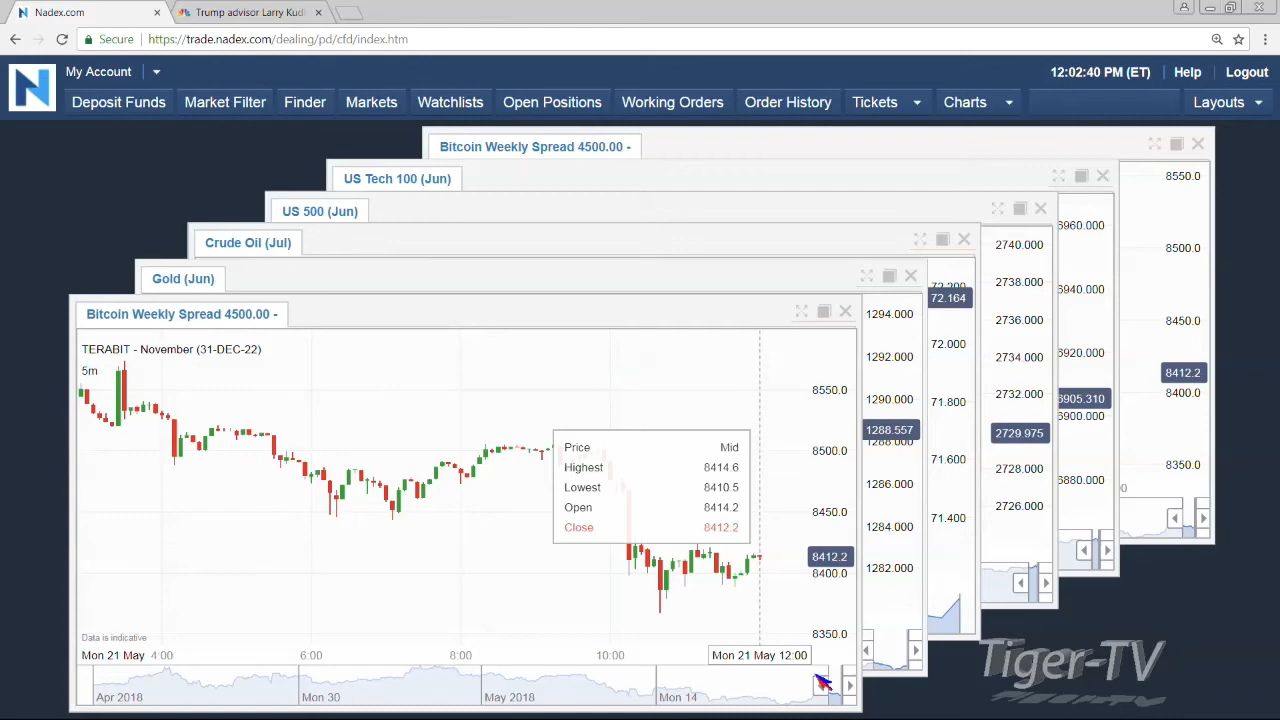 Nadex.com
Trump advisor Larry Kudl
Secure https://trade.nadex.com/dealing/pd/cfd/index.htm
My Account
12:02:40 PM (ET) Help Logout
Deposit Funds Market Filter Finder Markets Watchlists Open Positions Working Orders Order History Tickets Charts Layouts
Bitcoin Weekly Spread 4500.00 -
8550.0
8500.0
8450.0
8412.2
8400.0
8350.0
US Tech 100 (Jun)
6960.000
6940.000
6920.000
6905.310
6900.000
6880.000
US 500 (Jun)
2740.000
2738.000
2736.000
2734.000
2732.000
2729.975
2728.000
2726.000
Crude Oil (Jul)
72.200
72.164
72.000
71.800
71.600
71.400
Gold (Jun)
1294.000
1292.000
1290.000
1288.557
1288.000
1286.000
1284.000
1282.000
Bitcoin Weekly Spread 4500.00 -
TERABIT - November (31-DEC-22)
5m
8550.0
8500.0
8450.0
8412.2
8400.0
8350.0
Price Mid
Highest 8414.6
Lowest 8410.5
Open 8414.2
Close 8412.2
Data is indicative
Mon 21 May 4:00 6:00 8:00 10:00 Mon 21 May 12:00
Apr 2018 Mon 30 May 2018 Mon 14
Tiger-TV